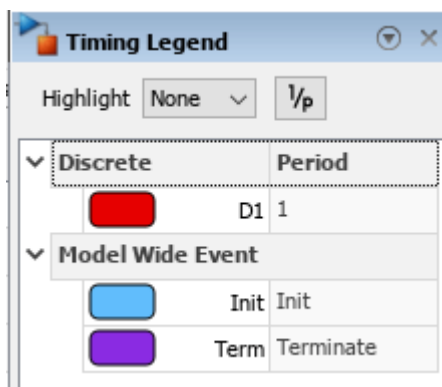 Timing Legend
Highlight None 1/p
Discrete Period
D1 1
Model Wide Event
Init Init
Term Terminate